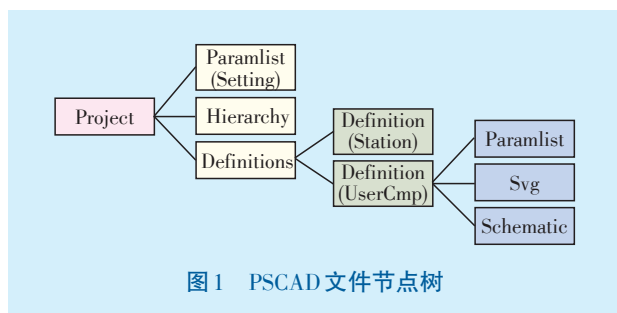 Project
Paramlist
(Setting)
Hierarchy
Definitions
Definition
(Station)
Definition
(UserCmp)
Paramlist
Svg
Schematic
图1 PSCAD文件节点树